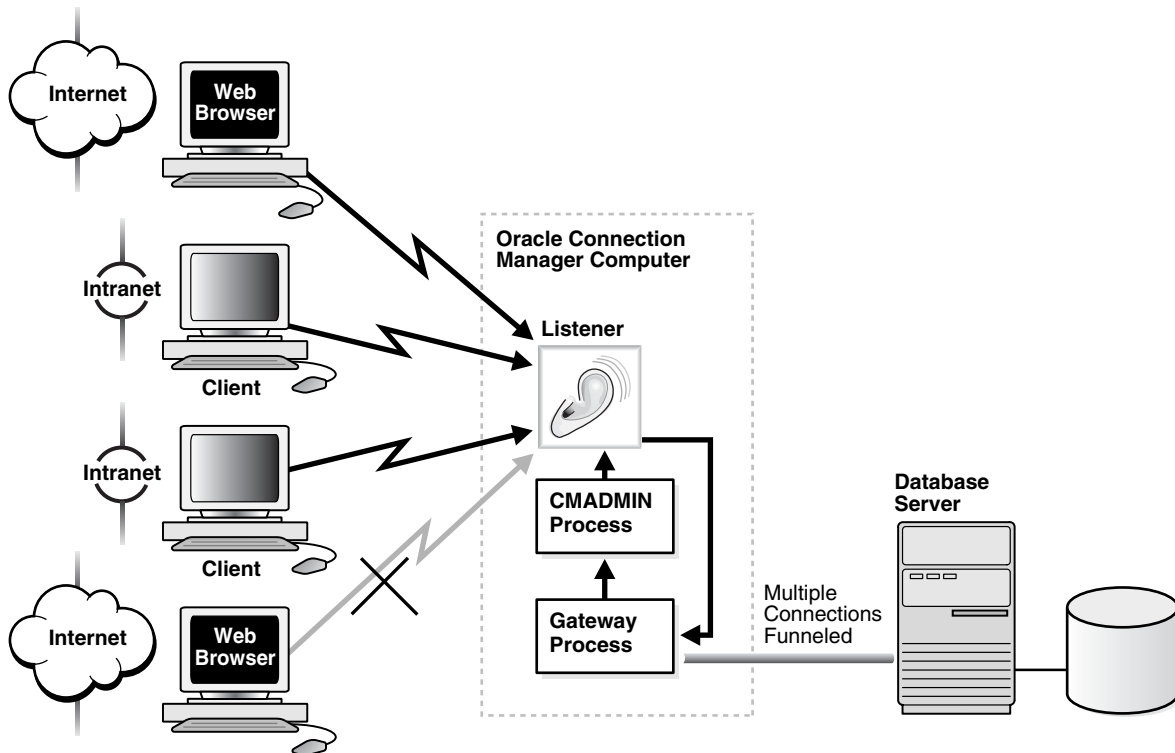 Internet
Web
Browser
Oracle Connection
Manager Computer
Intranet
Listener
Client
Intranet
Database
Server
CMADMIN
Process
Client
Multiple
Connections
Funneled
Gateway
Process
Internet
Web
Browser